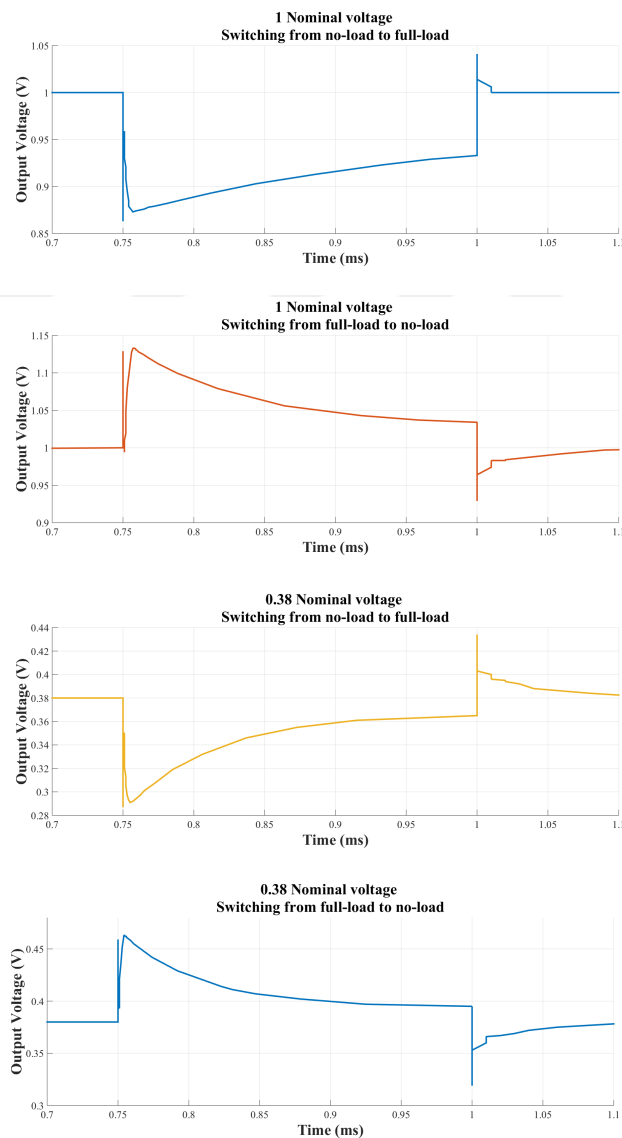 1 Nominal voltage
Switching from no-load to full-load
1.05
1
0.95
0.9
0.85
Output Voltage (V)
0.7 0.75 0.8 0.85 0.9 0.95 1 1.05 1.1
Time (ms)
1 Nominal voltage
Switching from full-load to no-load
1.15
1.1
1.05
1
0.95
0.9
Output Voltage (V)
0.7 0.75 0.8 0.85 0.9 0.95 1 1.05 1.1
Time (ms)
0.38 Nominal voltage
Switching from no-load to full-load
0.44
0.42
0.4
0.38
0.36
0.34
0.32
0.3
0.28
Output Voltage (V)
0.7 0.75 0.8 0.85 0.9 0.95 1 1.05 1.1
Time (ms)
0.38 Nominal voltage
Switching from full-load to no-load
0.45
0.4
0.35
0.3
Output Voltage (V)
0.7 0.75 0.8 0.85 0.9 0.95 1 1.05 1.1
Time (ms)